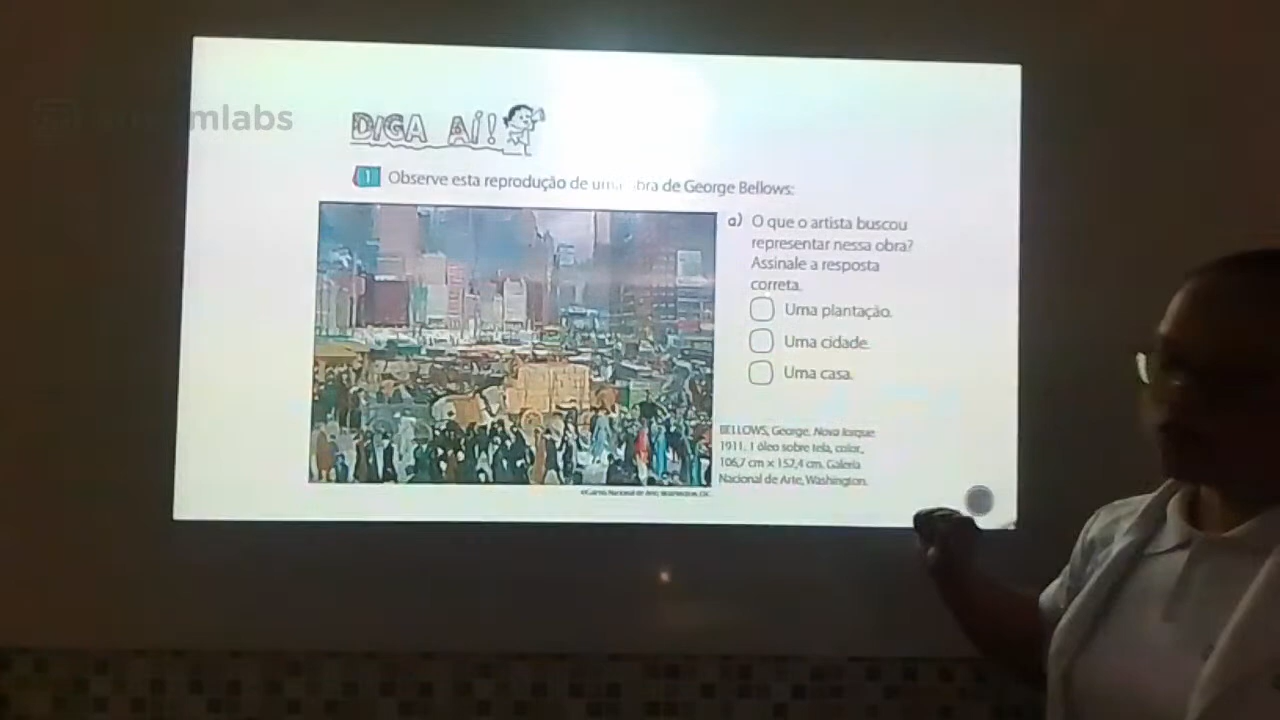 mlabs
DIGA AÍ!
1 Observe esta reprodução de uma obra de George Bellows:
a) O que o artista buscou
representar nessa obra?
Assinale a resposta
correta.
Uma plantação.
Uma cidade.
Uma casa.
BELLOWS, George. Nova Iorque.
1911. 1 óleo sobre tela, color.,
106,7 cm x 152,4 cm. Galeria
Nacional de Arte, Washington.